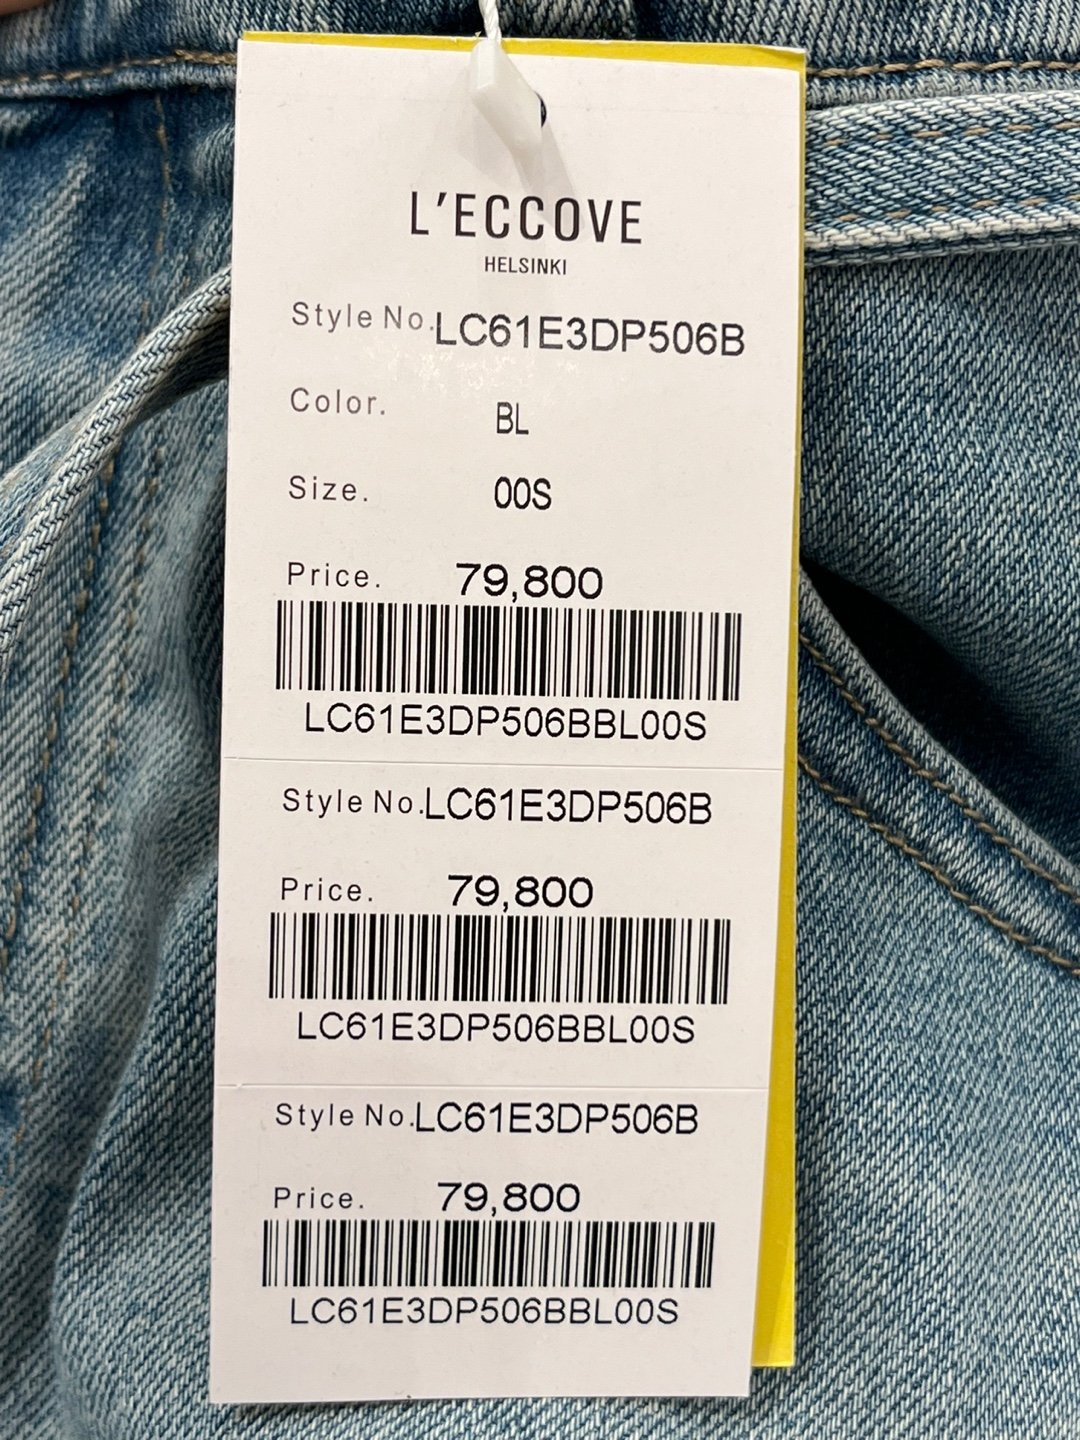 L'ECCOVE
HELSINKI
Style No. LC61E3DP506B
Color. BL
Size. 00S
Price. 79,800
LC61E3DP506BBL00S
Style No. LC61E3DP506B
Price. 79,800
LC61E3DP506BBL00S
Style No. LC61E3DP506B
Price. 79,800
LC61E3DP506BBL00S